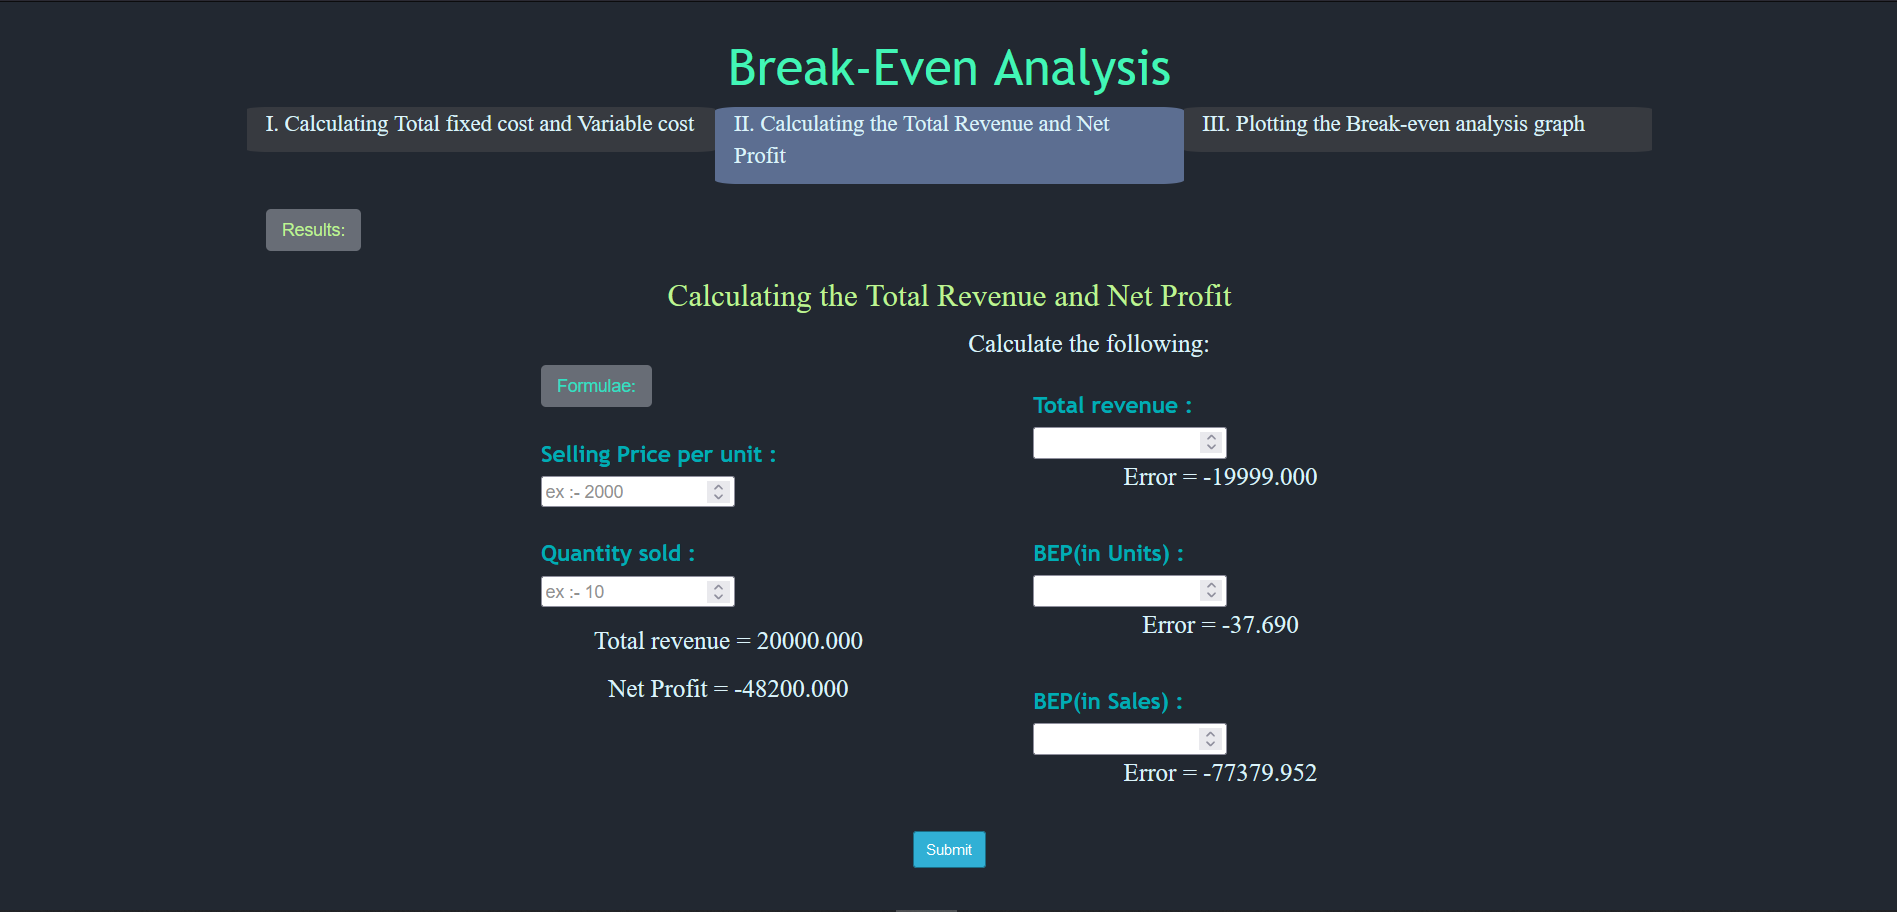 Break-Even Analysis
I. Calculating Total fixed cost and Variable cost
II. Calculating the Total Revenue and Net
Profit
III. Plotting the Break-even analysis graph
Results:
Calculating the Total Revenue and Net Profit
Calculate the following:
Formulae:
Selling Price per unit :
ex :- 2000
Quantity sold :
ex :- 10
Total revenue = 20000.000
Net Profit = -48200.000
Total revenue :
Error = -19999.000
BEP(in Units) :
Error = -37.690
BEP(in Sales) :
Error = -77379.952
Submit